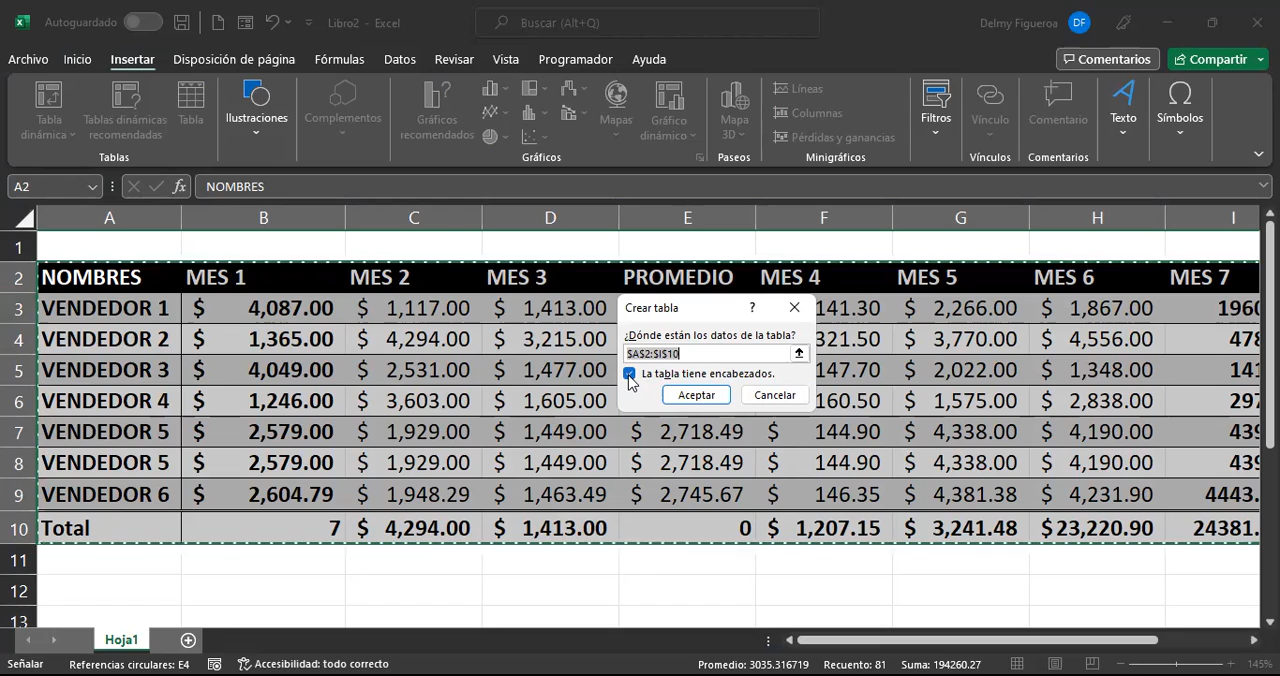 Autoguardado Libro2 - Excel Buscar (Alt+Q) Delmy Figueroa DF
Archivo Inicio Insertar Disposición de página Fórmulas Datos Revisar Vista Programador Ayuda Comentarios Compartir
Tabla dinámica Tablas dinámicas recomendadas Tabla Ilustraciones Complementos Gráficos recomendados Mapas Gráfico dinámico Mapa 3D Líneas Columnas Pérdidas y ganancias Filtros Vínculo Comentario Texto Símbolos
Tablas Gráficos Paseos Minigráficos Vínculos Comentarios
A2 fx NOMBRES
A B C D E F G H I
1
2 NOMBRES MES 1 MES 2 MES 3 PROMEDIO MES 4 MES 5 MES 6 MES 7
3 VENDEDOR 1 $ 4,087.00 $ 1,117.00 $ 1,413.00 141.30 $ 2,266.00 $ 1,867.00 1960
4 VENDEDOR 2 $ 1,365.00 $ 4,294.00 $ 3,215.00 321.50 $ 3,770.00 $ 4,556.00 478
5 VENDEDOR 3 $ 4,049.00 $ 2,531.00 $ 1,477.00 147.70 $ 2,022.00 $ 1,348.00 141
6 VENDEDOR 4 $ 1,246.00 $ 3,603.00 $ 1,605.00 160.50 $ 1,575.00 $ 2,838.00 297
7 VENDEDOR 5 $ 2,579.00 $ 1,929.00 $ 1,449.00 $ 2,718.49 $ 144.90 $ 4,338.00 $ 4,190.00 439
8 VENDEDOR 5 $ 2,579.00 $ 1,929.00 $ 1,449.00 $ 2,718.49 $ 144.90 $ 4,338.00 $ 4,190.00 439
9 VENDEDOR 6 $ 2,604.79 $ 1,948.29 $ 1,463.49 $ 2,745.67 $ 146.35 $ 4,381.38 $ 4,231.90 4443.
10 Total 7 $ 4,294.00 $ 1,413.00 0 $ 1,207.15 $ 3,241.48 $ 23,220.90 24381.
11
12
13
Crear tabla ?
¿Dónde están los datos de la tabla?
$A$2:$I$10
La tabla tiene encabezados.
Aceptar Cancelar
Hoja1
Señalar Referencias circulares: E4 Accesibilidad: todo correcto Promedio: 3035.316719 Recuento: 81 Suma: 194260.27 145%